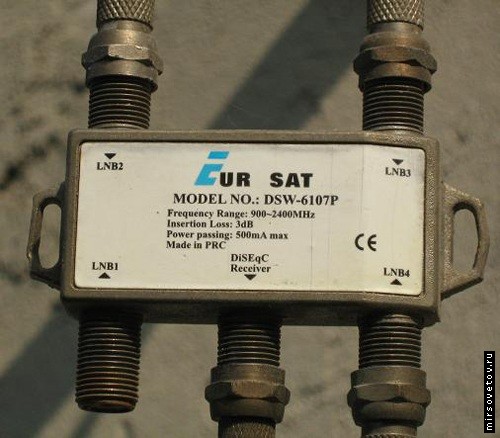 LNB2
LNB3
EUR SAT
MODEL NO.: DSW-6107P
Frequency Range: 900~2400MHz
Insertion Loss: 3dB
Power passing: 500mA max
Made in PRC
CE
LNB1
DiSEqC
Receiver
LNB4
mirsovetov.ru